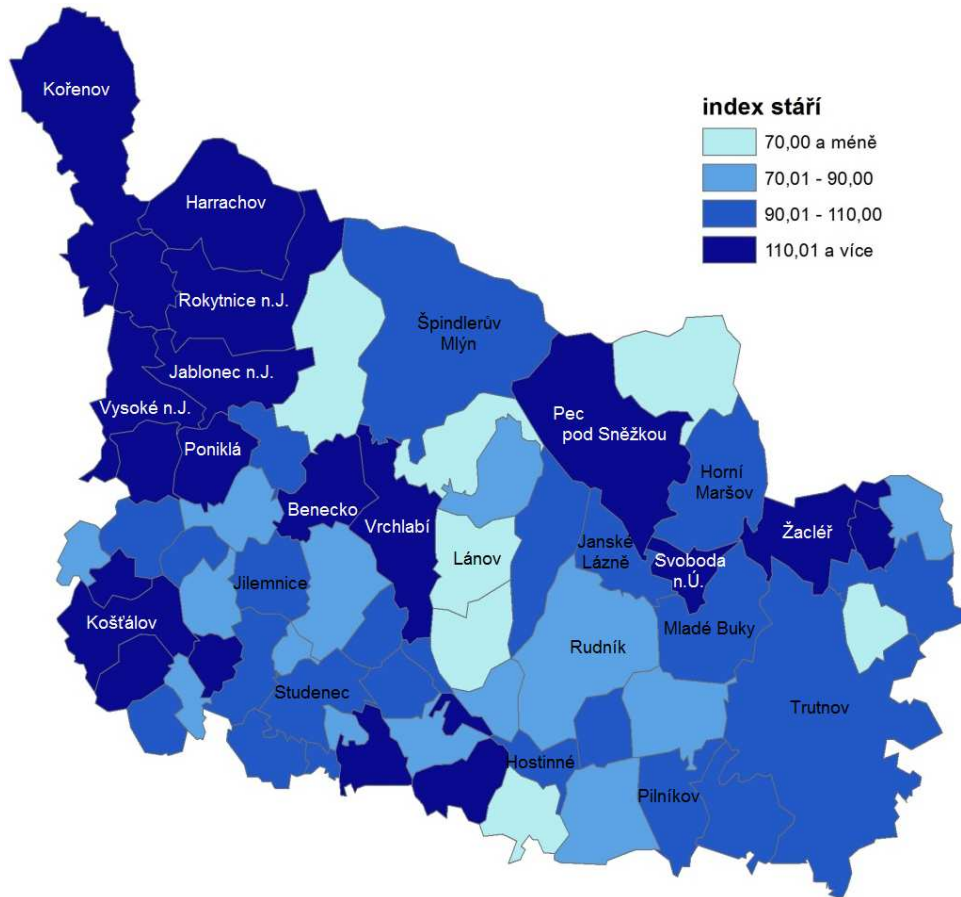 Kořenov
index stáří
70,00 a méně
70,01 - 90,00
90,01 - 110,00
110,01 a více
Harrachov
Rokytnice n.J.
Špindlerův
Mlýn
Jablonec n.J.
Vysoké n.J.
Pec
pod Sněžkou
Poniklá
Horní
Maršov
Benecko
Vrchlabí
Žacléř
Lánov
Janské
Lázně
Svoboda
n.Ú.
Jilemnice
Košťálov
Mladé Buky
Rudník
Studenec
Trutnov
Hostinné
Pilníkov